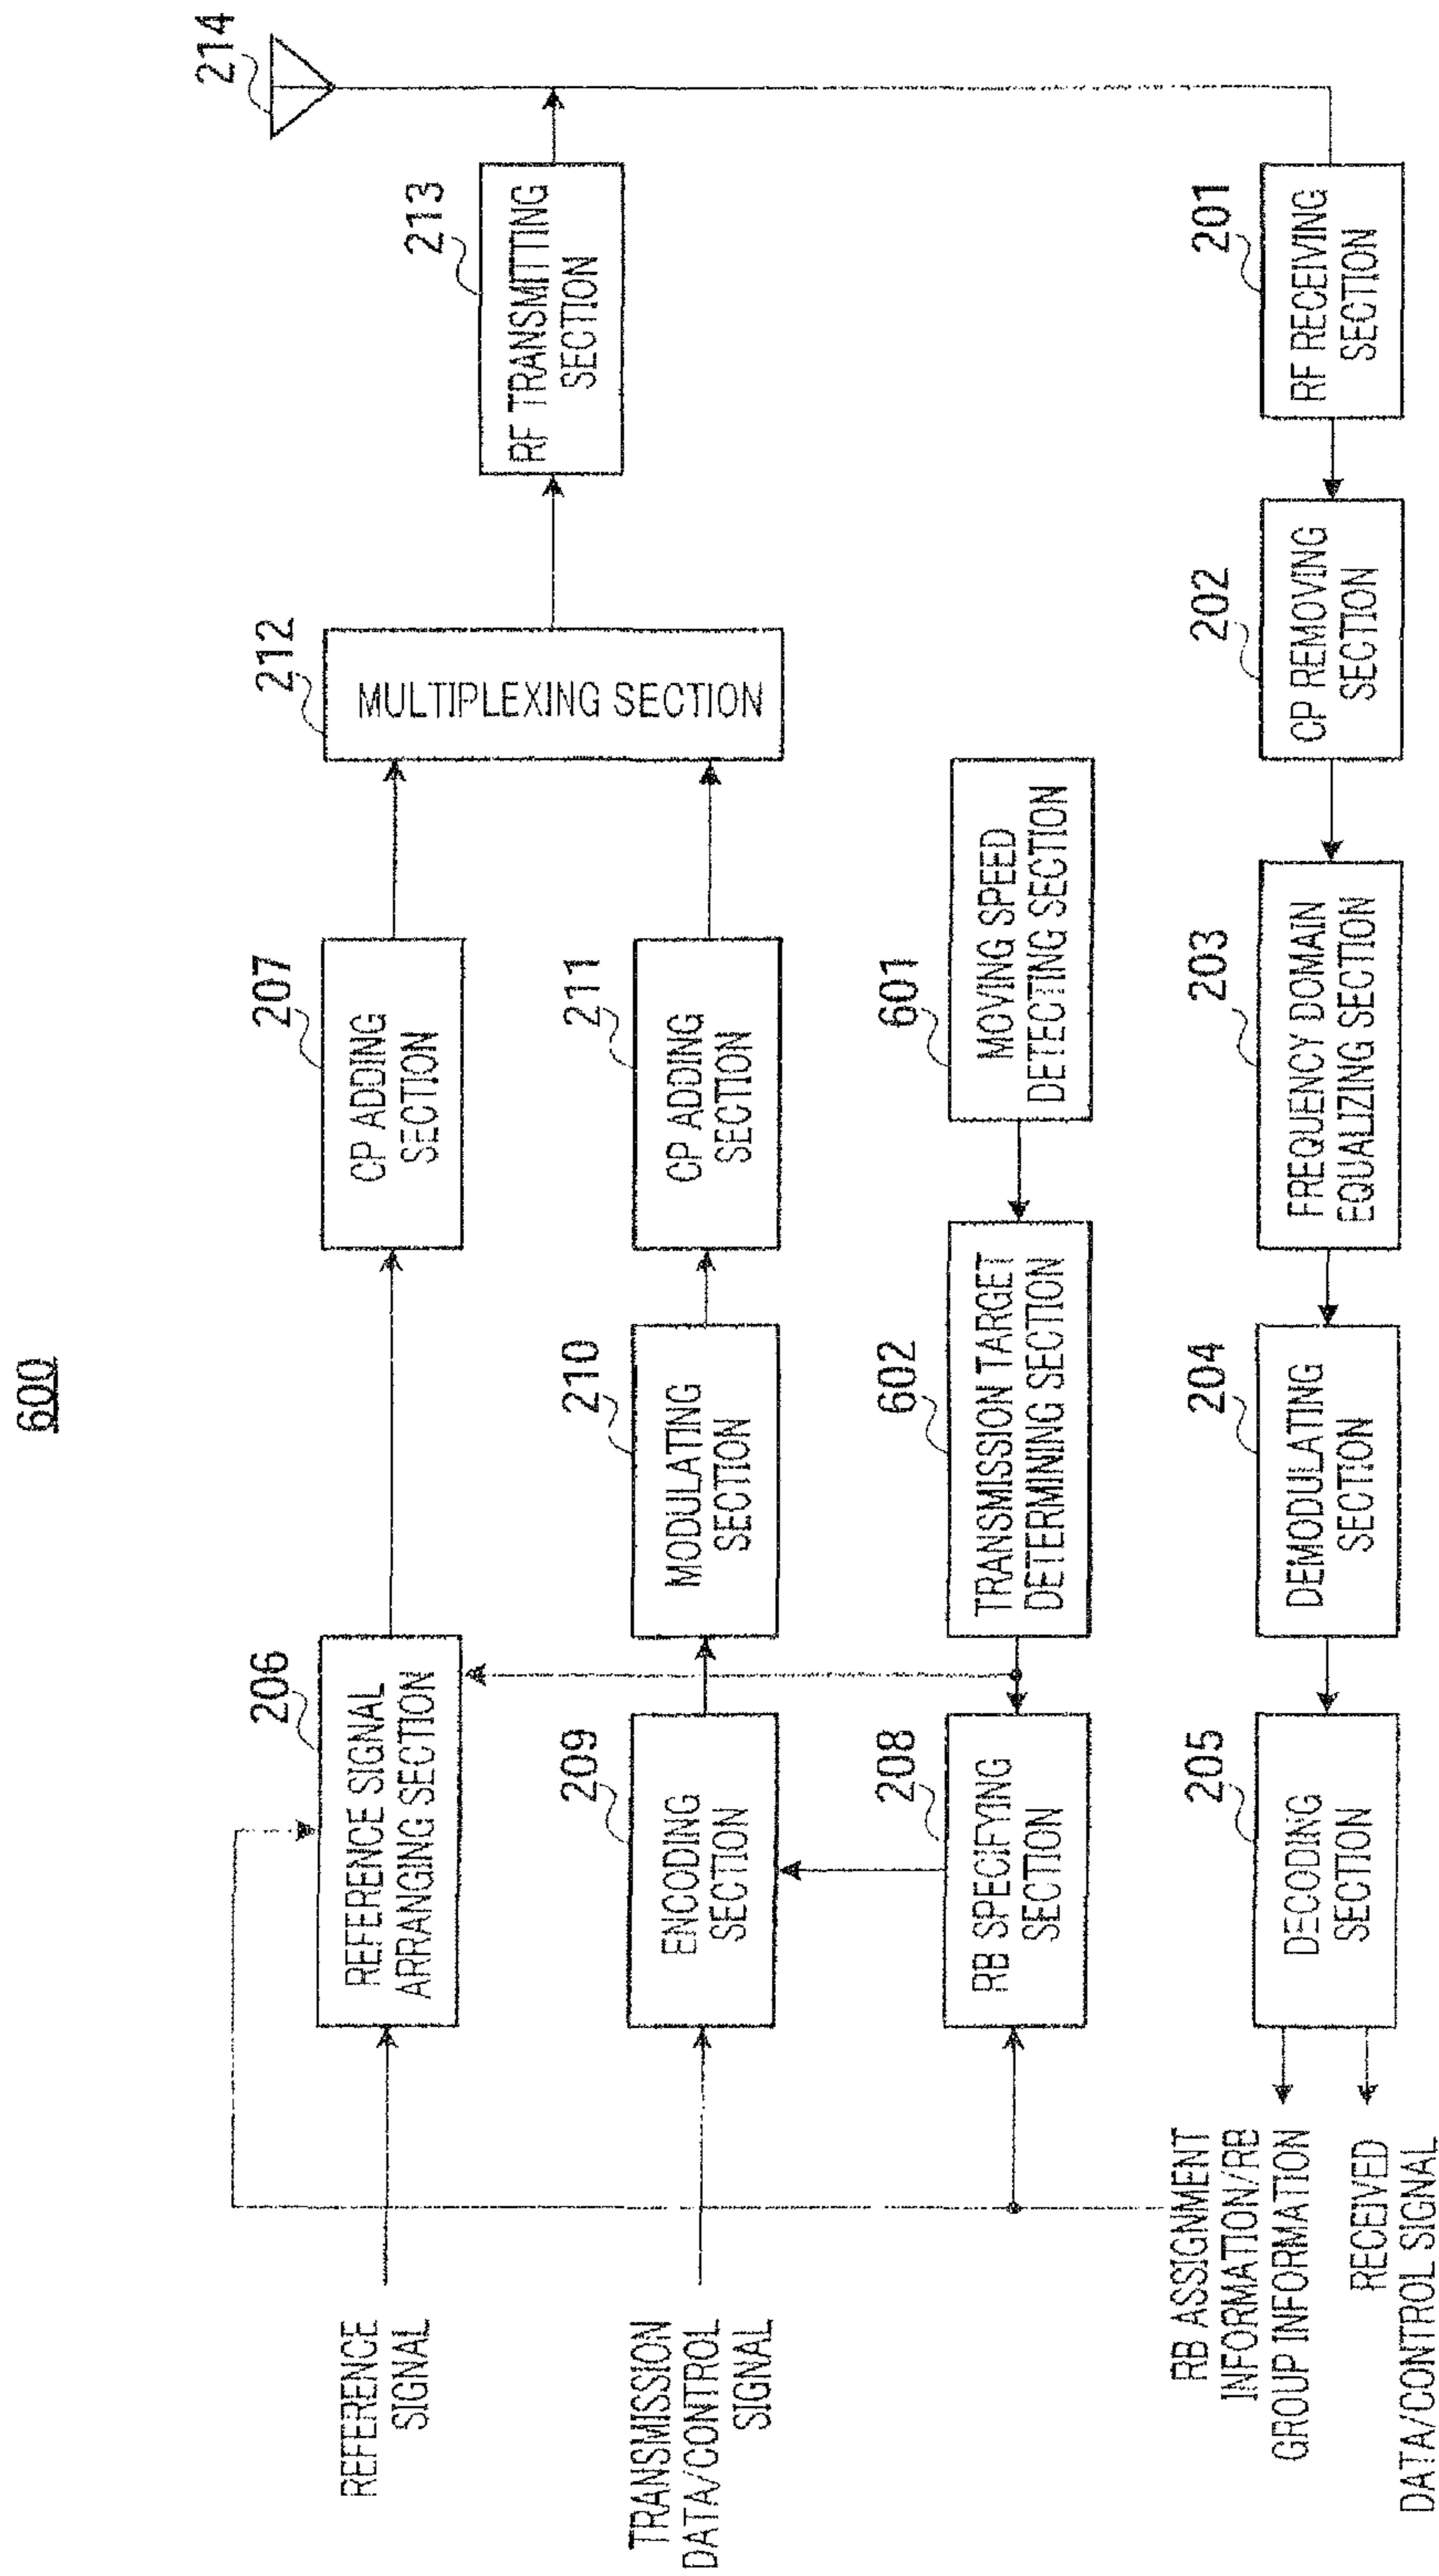 600
REFERENCE
SIGNAL
206
REFERENCE SIGNAL
ARRANGING SECTION
207
CP ADDING
SECTION
212
MULTIPLEXING SECTION
213
RF TRANSMITTING
SECTION
214
TRANSMISSION
DATA/CONTROL
SIGNAL
209
ENCODING
SECTION
210
MODULATING
SECTION
211
CP ADDING
SECTION
208
RB SPECIFYING
SECTION
602
TRANSMISSION TARGET
DETERMINING SECTION
601
MOVING SPEED
DETECTING SECTION
RB ASSIGNMENT
INFORMATION/RB
GROUP INFORMATION
RECEIVED
DATA/CONTROL SIGNAL
205
DECODING
SECTION
204
DEMODULATING
SECTION
203
FREQUENCY DOMAIN
EQUALIZING SECTION
202
CP REMOVING
SECTION
201
RF RECEIVING
SECTION